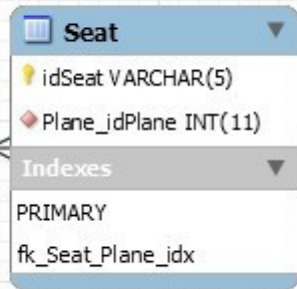 Seat
idSeat VARCHAR(5)
Plane_idPlane INT(11)
Indexes
PRIMARY
fk_Seat_Plane_idx